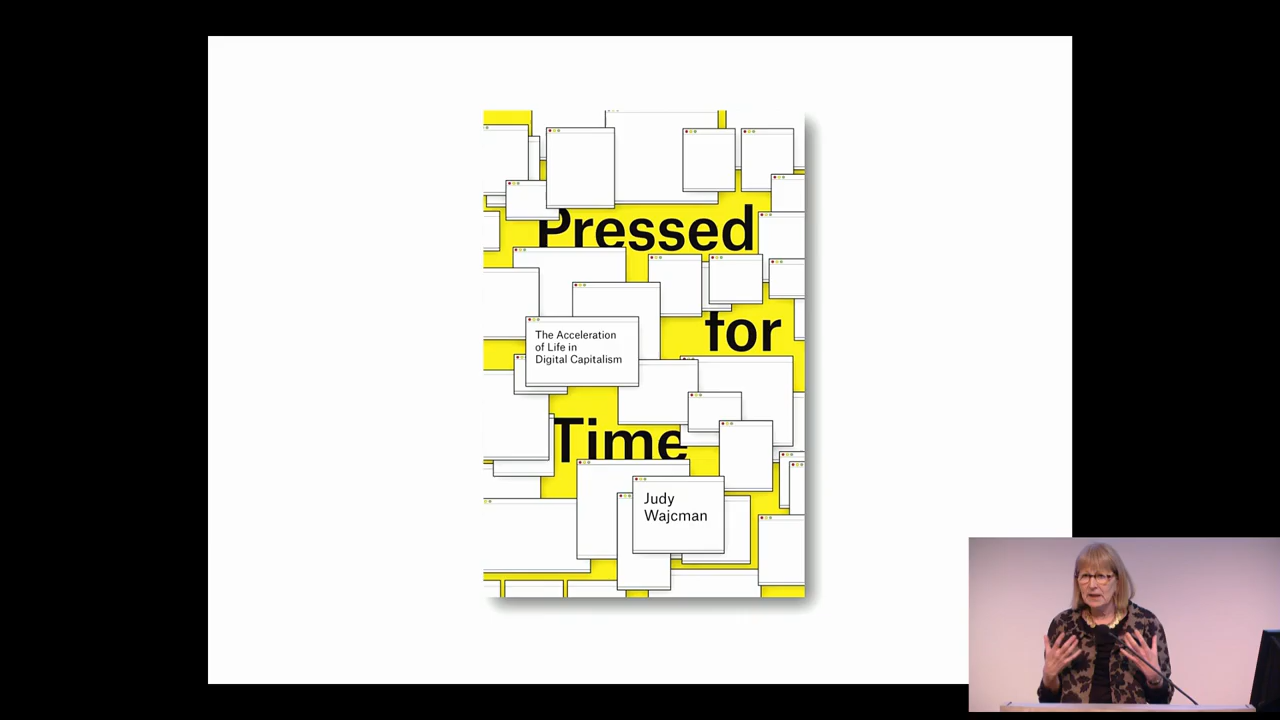 Pressed
for
The Acceleration
of Life in
Digital Capitalism
Time
Judy
Wajcman